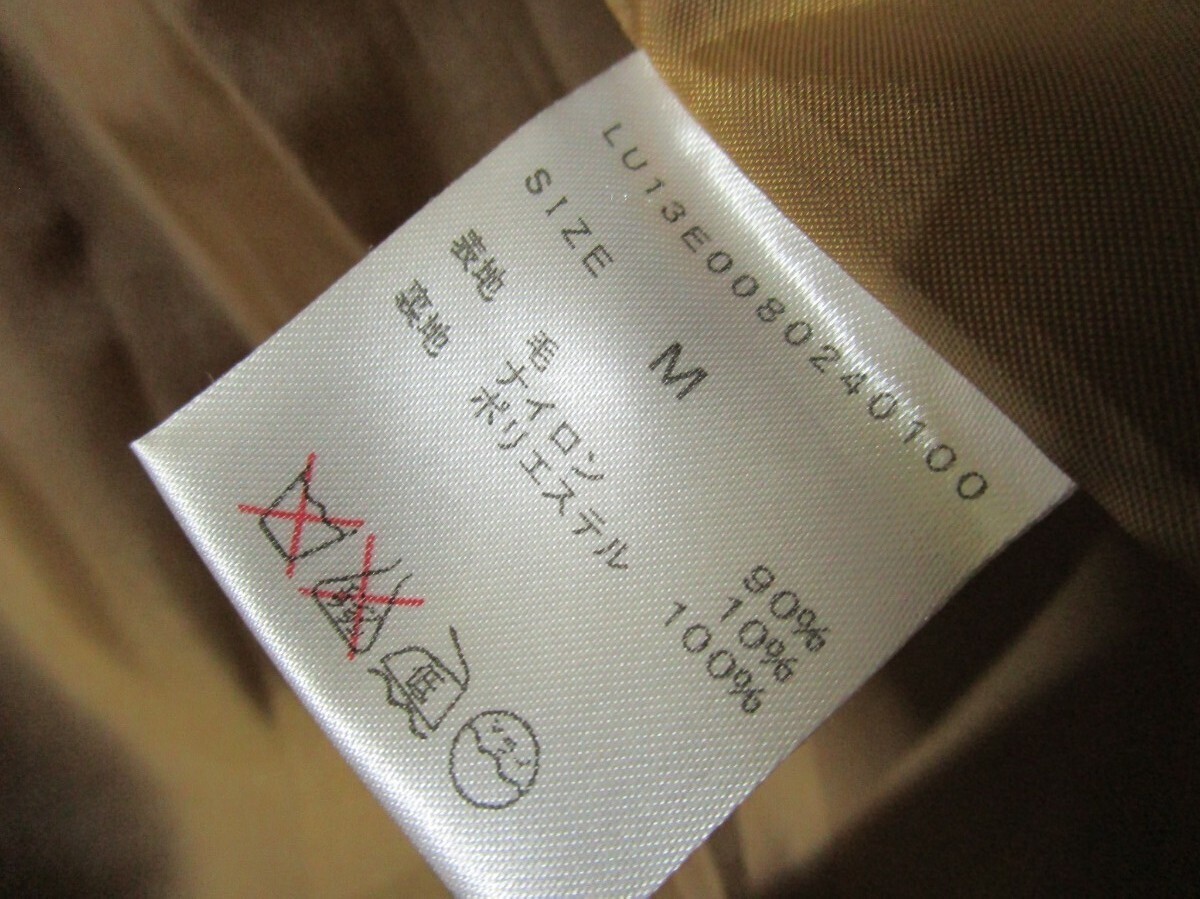 LU13E0080240100
SIZE M
表地 毛 90%
ナイロン 10%
裏地 ポリエステル 100%